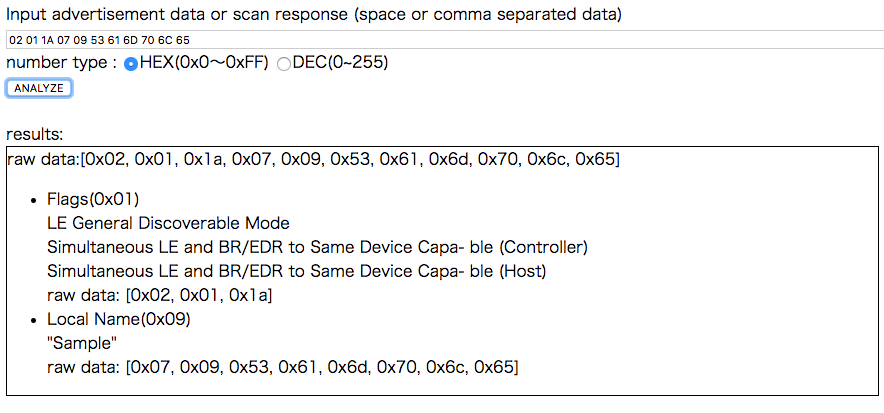 Input advertisement data or scan response (space or comma separated data)
02 01 1A 07 09 53 61 6D 70 6C 65
number type : HEX(0x0〜0xFF) DEC(0~255)
ANALYZE
results:
raw data:[0x02, 0x01, 0x1a, 0x07, 0x09, 0x53, 0x61, 0x6d, 0x70, 0x6c, 0x65]
• Flags(0x01)
LE General Discoverable Mode
Simultaneous LE and BR/EDR to Same Device Capa- ble (Controller)
Simultaneous LE and BR/EDR to Same Device Capa- ble (Host)
raw data: [0x02, 0x01, 0x1a]
• Local Name(0x09)
"Sample"
raw data: [0x07, 0x09, 0x53, 0x61, 0x6d, 0x70, 0x6c, 0x65]